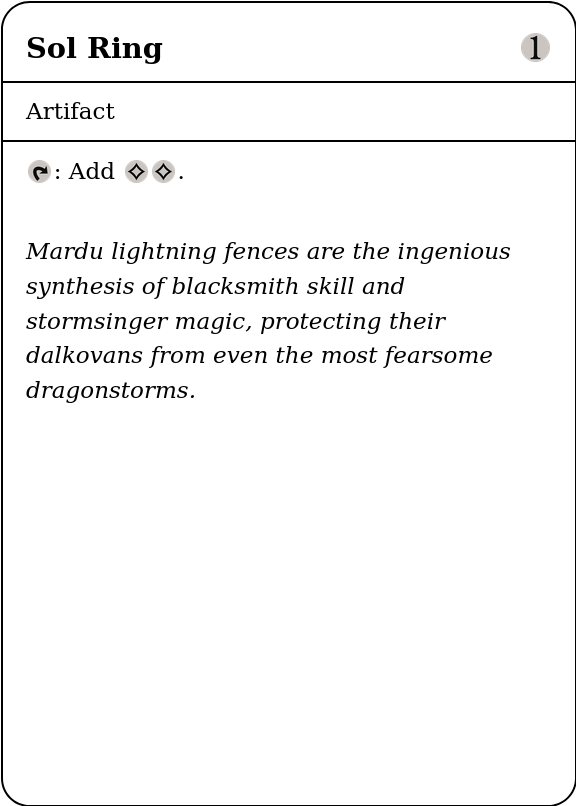 Sol Ring 1
Artifact
: Add .
Mardu lightning fences are the ingenious
synthesis of blacksmith skill and
stormsinger magic, protecting their
dalkovans from even the most fearsome
dragonstorms.